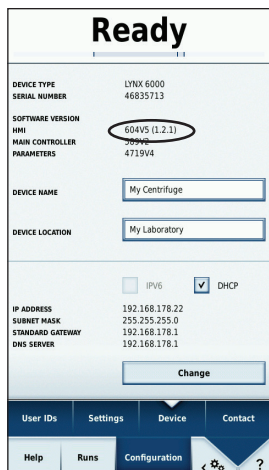 Ready
DEVICE TYPE LYNX 6000
SERIAL NUMBER 46835713
SOFTWARE VERSION
HMI 604V5 (1.2.1)
MAIN CONTROLLER 589V2
PARAMETERS 4719V4
DEVICE NAME My Centrifuge
DEVICE LOCATION My Laboratory
IPV6 DHCP
IP ADDRESS 192.168.178.22
SUBNET MASK 255.255.255.0
STANDARD GATEWAY 192.168.178.1
DNS SERVER 192.168.178.1
Change
User IDs Settings Device Contact
Help Runs Configuration ?